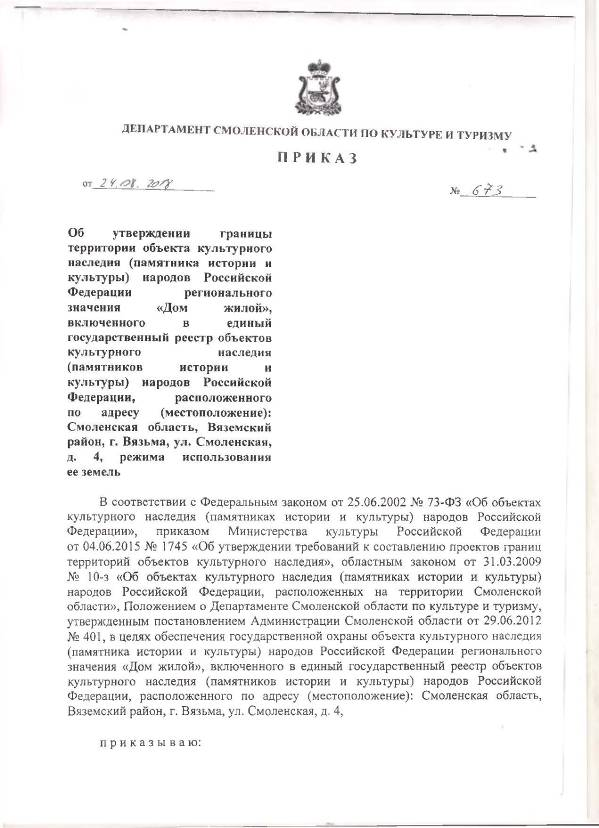 ДЕПАРТАМЕНТ СМОЛЕНСКОЙ ОБЛАСТИ ПО КУЛЬТУРЕ И ТУРИЗМУ
П Р И К А З
от 24.08.2018 № 673
Об утверждении границы
территории объекта культурного
наследия (памятника истории и
культуры) народов Российской
Федерации регионального
значения «Дом жилой»,
включенного в единый
государственный реестр объектов
культурного наследия
(памятников истории и
культуры) народов Российской
Федерации, расположенного
по адресу (местоположение):
Смоленская область, Вяземский
район, г. Вязьма, ул. Смоленская,
д. 4, режима использования
ее земель
В соответствии с Федеральным законом от 25.06.2002 № 73-ФЗ «Об объектах
культурного наследия (памятниках истории и культуры) народов Российской
Федерации», приказом Министерства культуры Российской Федерации
от 04.06.2015 № 1745 «Об утверждении требований к составлению проектов границ
территорий объектов культурного наследия», областным законом от 31.03.2009
№ 10-з «Об объектах культурного наследия (памятниках истории и культуры)
народов Российской Федерации, расположенных на территории Смоленской
области», Положением о Департаменте Смоленской области по культуре и туризму,
утвержденным постановлением Администрации Смоленской области от 29.06.2012
№ 401, в целях обеспечения государственной охраны объекта культурного наследия
(памятника истории и культуры) народов Российской Федерации регионального
значения «Дом жилой», включенного в единый государственный реестр объектов
культурного наследия (памятников истории и культуры) народов Российской
Федерации, расположенного по адресу (местоположение): Смоленская область,
Вяземский район, г. Вязьма, ул. Смоленская, д. 4,
п р и к а з ы в а ю: